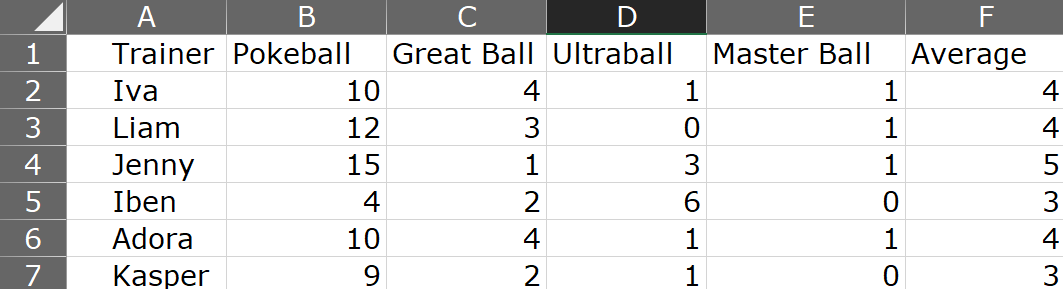 A B C D E F
1 Trainer Pokeball Great Ball Ultraball Master Ball Average
2 Iva 10 4 1 1 4
3 Liam 12 3 0 1 4
4 Jenny 15 1 3 1 5
5 Iben 4 2 6 0 3
6 Adora 10 4 1 1 4
7 Kasper 9 2 1 0 3